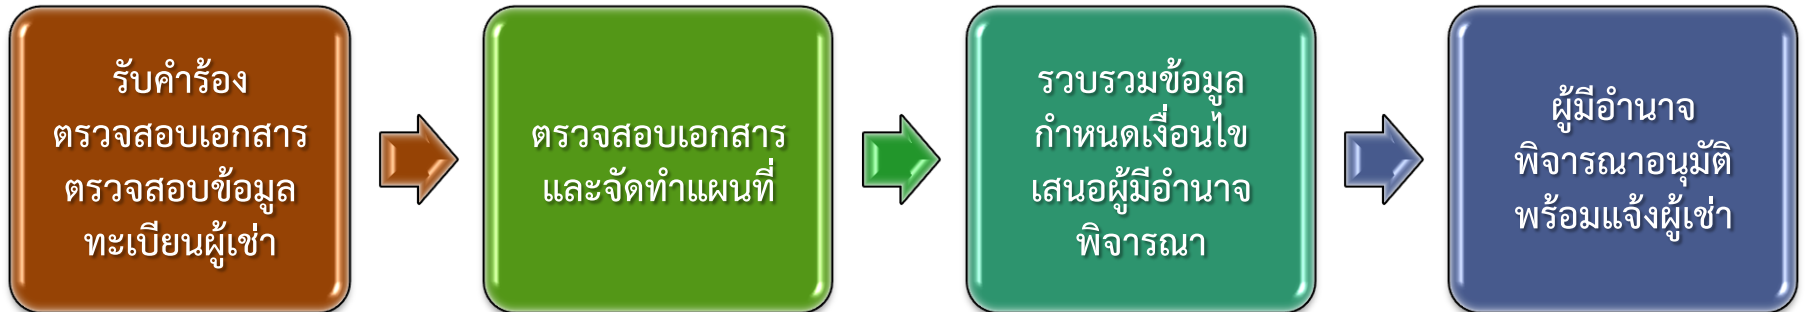 รับคำร้อง
ตรวจสอบเอกสาร
ตรวจสอบข้อมูล
ทะเบียนผู้เช่า
ตรวจสอบเอกสาร
และจัดทำแผนที่
รวบรวมข้อมูล
กำหนดเงื่อนไข
เสนอผู้มีอำนาจ
พิจารณา
ผู้มีอำนาจ
พิจารณาอนุมัติ
พร้อมแจ้งผู้เช่า